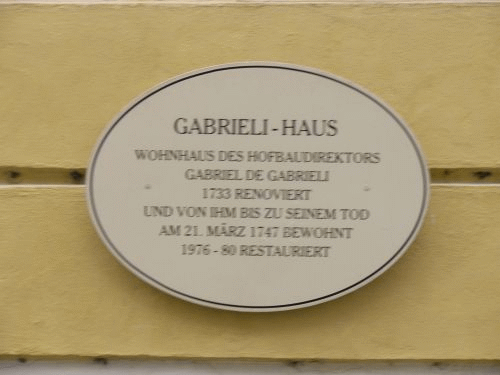 GABRIELI-HAUS
WOHNHAUS DES HOFBAUDIREKTORS
GABRIEL DE GABRIELI
1733 RENOVIERT
UND VON IHM BIS ZU SEINEM TOD
AM 21. MÄRZ 1747 BEWOHNT
1976-80 RESTAURIERT